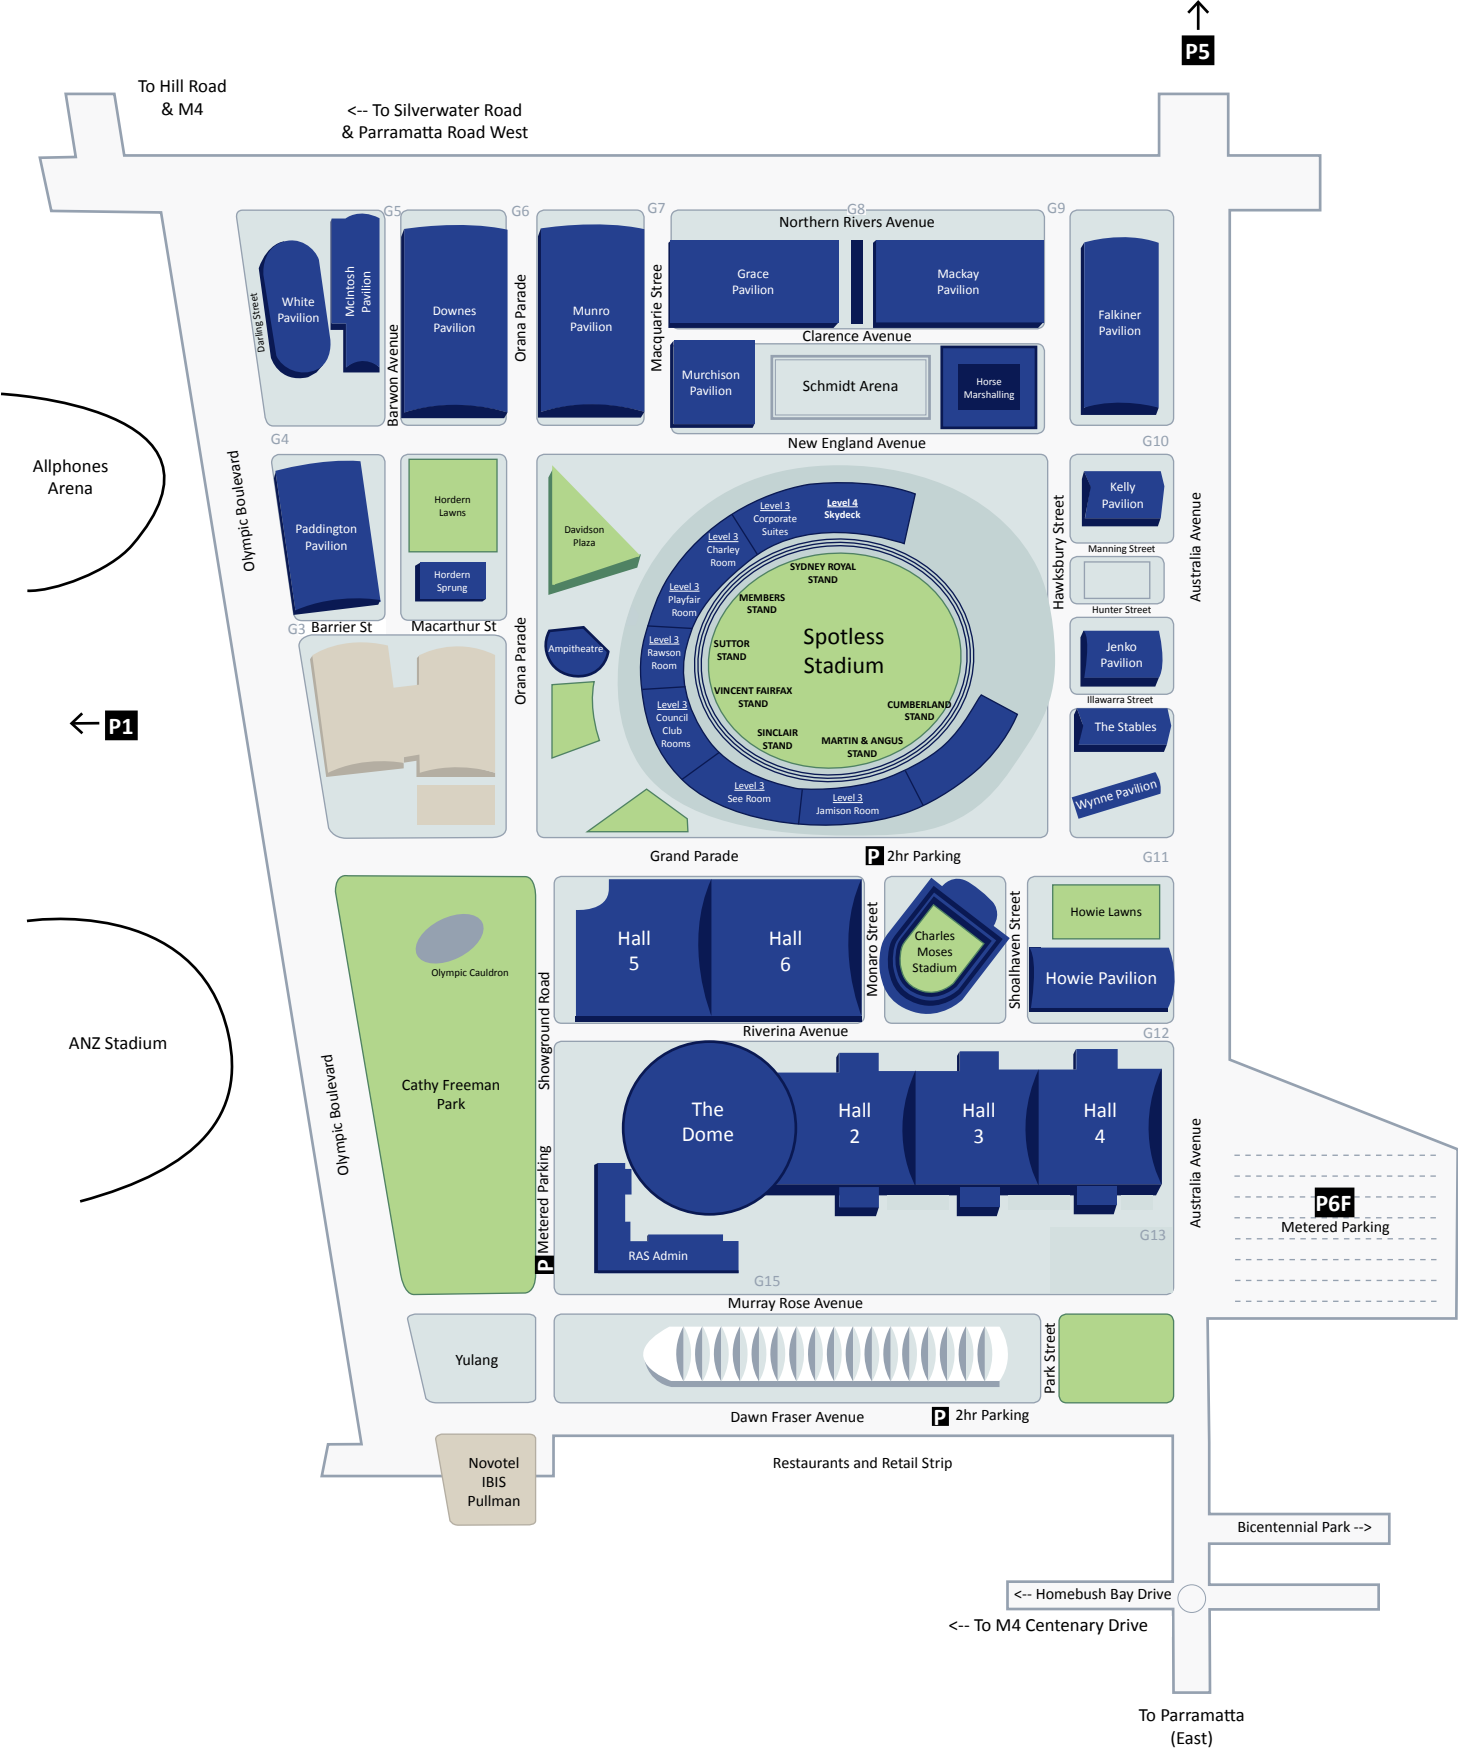 P5
To Hill Road
& M4
<-- To Silverwater Road
& Parramatta Road West
G5
G6
G7
G8
G9
Northern Rivers Avenue
White
Pavilion
McIntosh
Pavilion
Darling Street
Barwon Avenue
Downes
Pavilion
Orana Parade
Munro
Pavilion
Macquarie Stree
Grace
Pavilion
Mackay
Pavilion
Falkiner
Pavilion
Clarence Avenue
Murchison
Pavilion
Schmidt Arena
Horse
Marshalling
New England Avenue
G4
G10
Allphones
Arena
Olympic Boulevard
Paddington
Pavilion
Hordern
Lawns
Hordern
Sprung
G3
Barrier St
Macarthur St
Orana Parade
Davidson
Plaza
Ampitheatre
Level 3
Corporate
Suites
Level 4
Skydeck
Level 3
Charley
Room
Level 3
Playfair
Room
Level 3
Rawson
Room
Level 3
Council
Club
Rooms
Level 3
See Room
Level 3
Jamison Room
SYDNEY ROYAL
STAND
MEMBERS
STAND
SUTTOR
STAND
VINCENT FAIRFAX
STAND
SINCLAIR
STAND
MARTIN & ANGUS
STAND
CUMBERLAND
STAND
Spotless
Stadium
Hawksbury Street
Kelly
Pavilion
Manning Street
Hunter Street
Jenko
Pavilion
Illawarra Street
The Stables
Wynne Pavilion
Australia Avenue
P1
Grand Parade
P 2hr Parking
G11
Olympic Cauldron
Cathy Freeman
Park
ANZ Stadium
Olympic Boulevard
Showground Road
P Metered Parking
Hall
5
Hall
6
Monaro Street
Charles
Moses
Stadium
Shoalhaven Street
Howie Lawns
Howie Pavilion
Riverina Avenue
G12
The
Dome
Hall
2
Hall
3
Hall
4
RAS Admin
G13
G15
Australia Avenue
P6F
Metered Parking
Murray Rose Avenue
Yulang
Park Street
Dawn Fraser Avenue
P 2hr Parking
Novotel
IBIS
Pullman
Restaurants and Retail Strip
Bicentennial Park -->
<-- Homebush Bay Drive
<-- To M4 Centenary Drive
To Parramatta
(East)